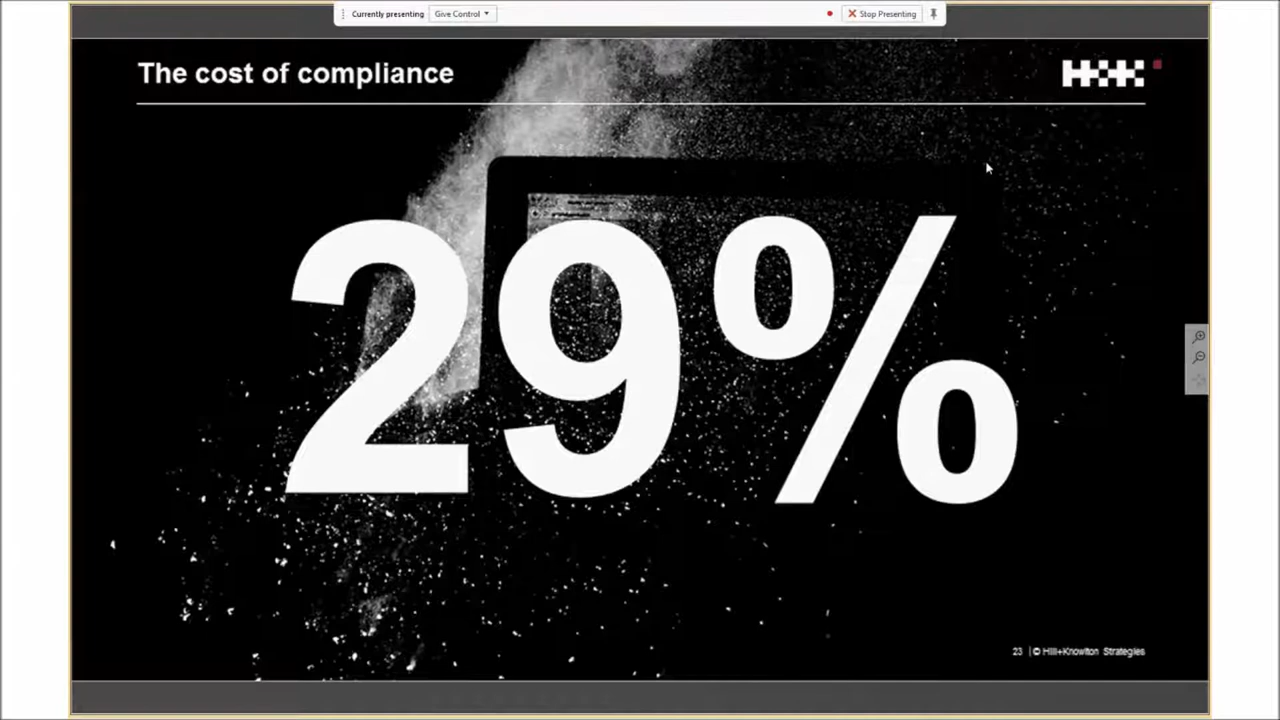 Currently presenting Give Control Stop Presenting
The cost of compliance
H+K
29%
23 | © Hill+Knowlton Strategies